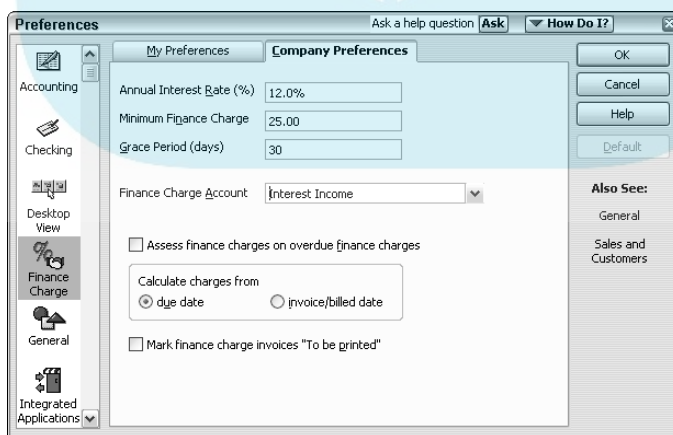 Preferences
Ask a help question Ask How Do I?
Accounting
Checking
Desktop
View
Finance
Charge
General
Integrated
Applications
My Preferences Company Preferences
Annual Interest Rate (%) 12.0%
Minimum Finance Charge 25.00
Grace Period (days) 30
Finance Charge Account Interest Income
Assess finance charges on overdue finance charges
Calculate charges from
due date invoice/billed date
Mark finance charge invoices "To be printed"
OK
Cancel
Help
Default
Also See:
General
Sales and
Customers